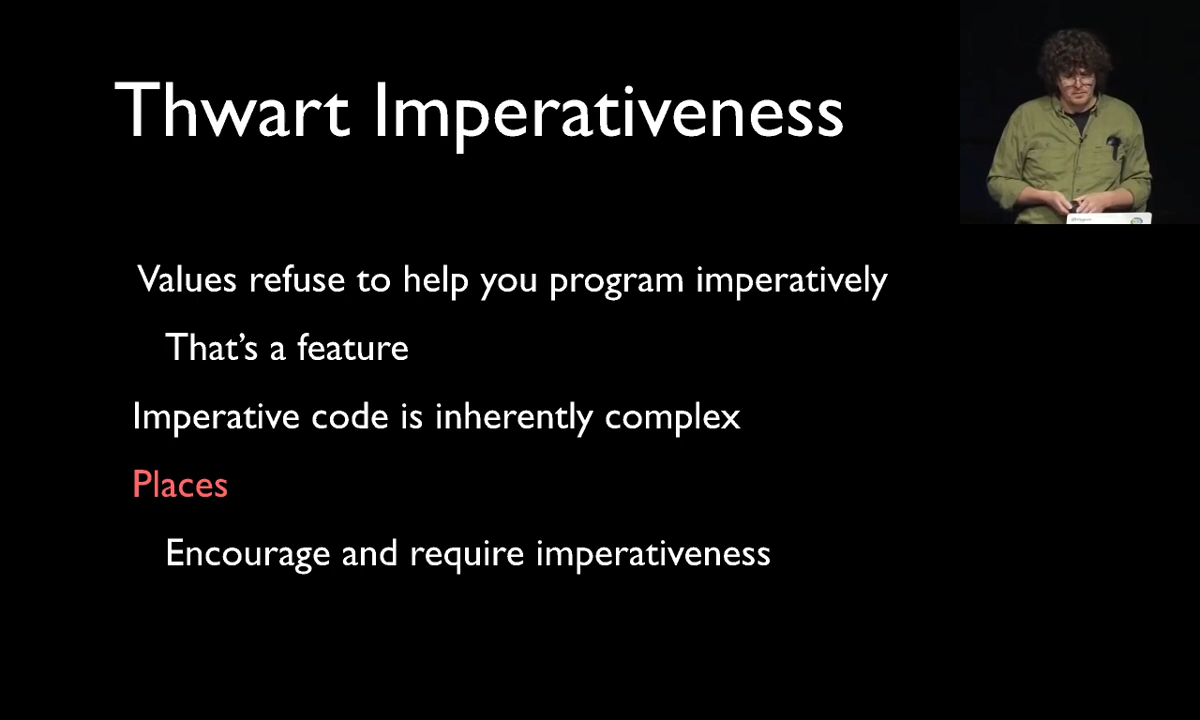 Thwart Imperativeness
Values refuse to help you program imperatively
That’s a feature
Imperative code is inherently complex
Places
Encourage and require imperativeness